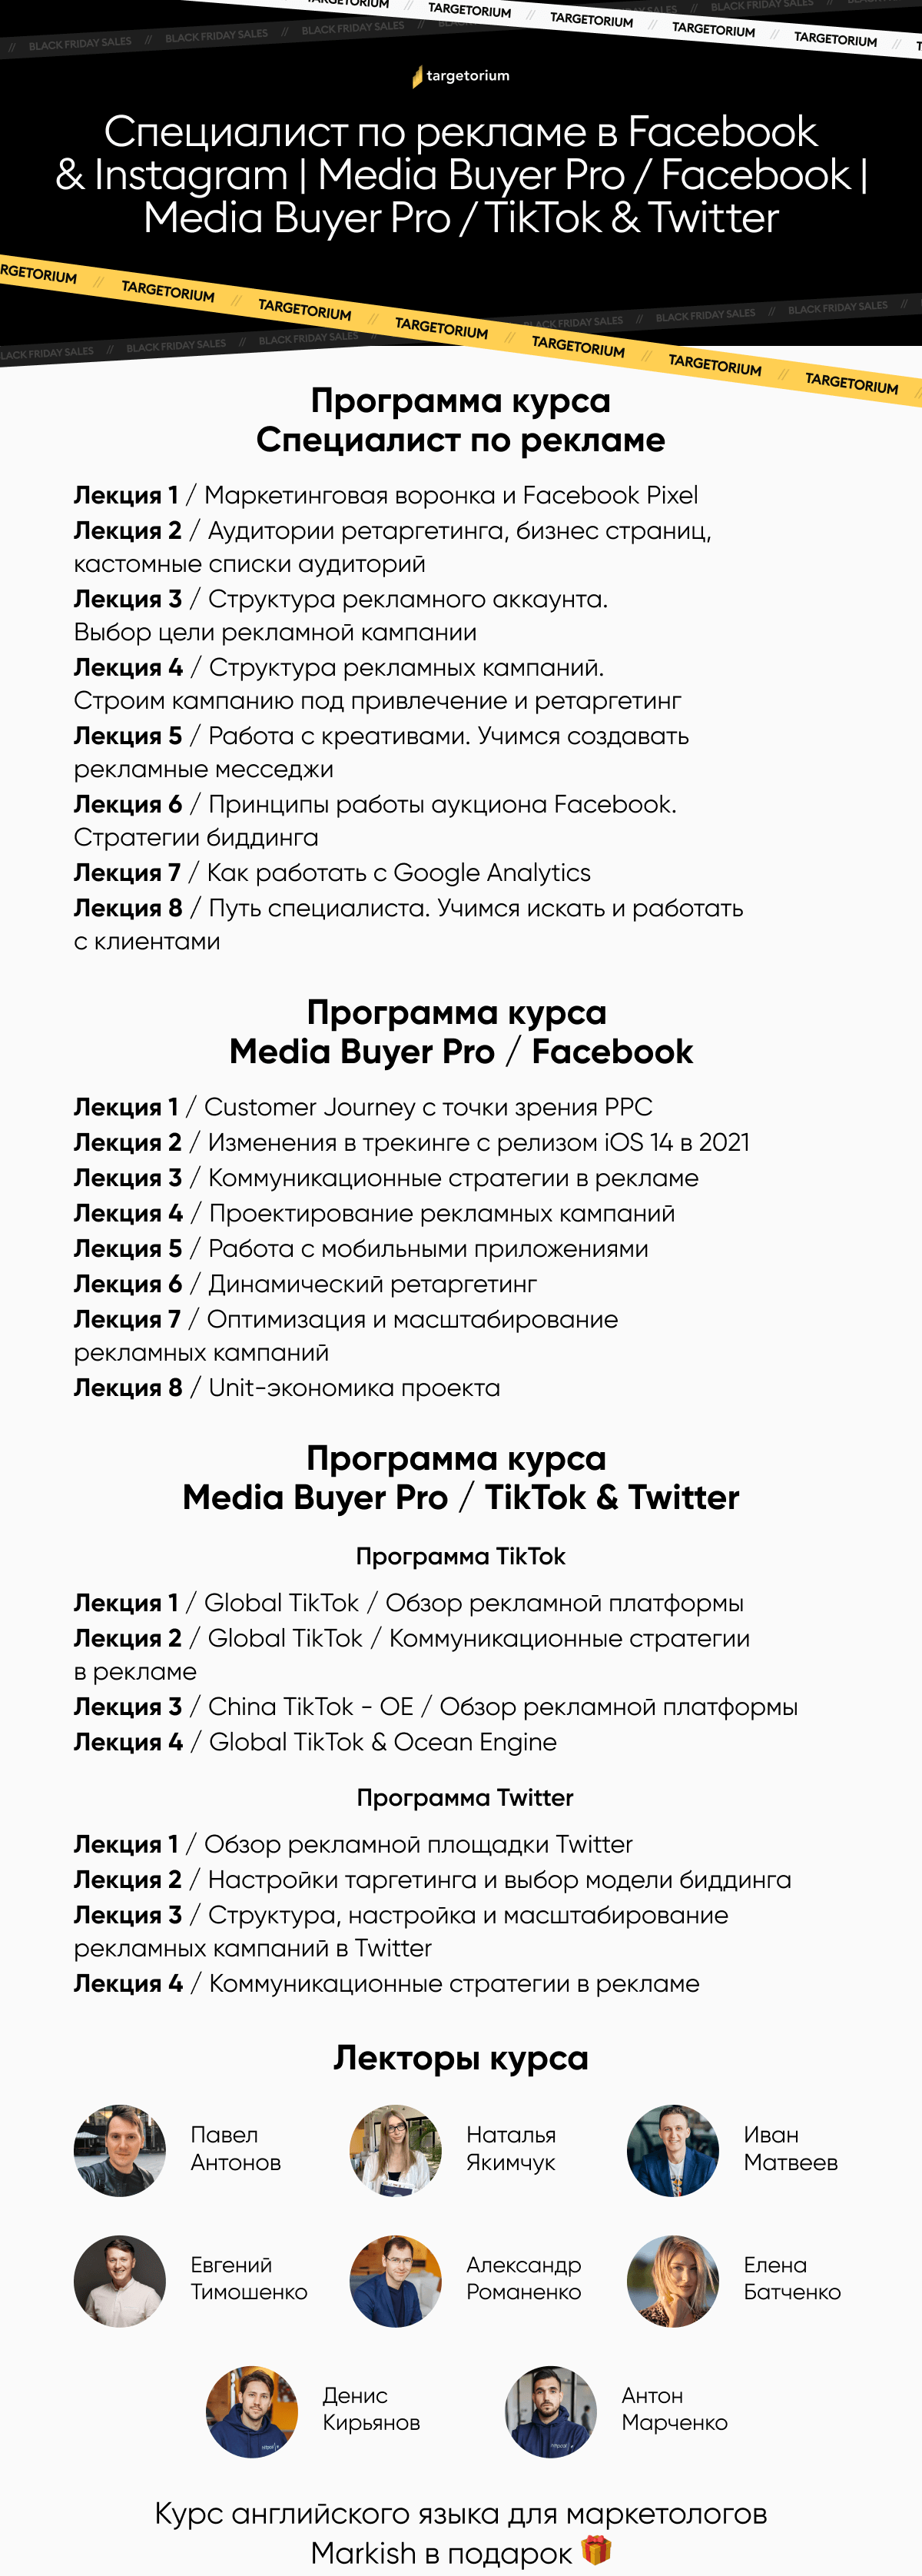 TARGETORIUM // TARGETORIUM // TARGETORIUM // TARGETORIUM // TARGETORIUM // T
// BLACK FRIDAY SALES // BLACK FRIDAY SALES // BLACK FRIDAY SALES // BLACK FRIDAY SALES //
targetorium
Специалист по рекламе в Facebook
& Instagram | Media Buyer Pro / Facebook |
Media Buyer Pro / TikTok & Twitter
RGETORIUM // TARGETORIUM // TARGETORIUM // TARGETORIUM // TARGETORIUM // TARGETORIUM // TARGETORIUM //
LACK FRIDAY SALES // BLACK FRIDAY SALES // BLACK FRIDAY SALES // LACK FRIDAY SALES // BLACK FRIDAY SALES // BLACK FRIDAY SALES //
Программа курса
Специалист по рекламе
Лекция 1 / Маркетинговая воронка и Facebook Pixel
Лекция 2 / Аудитории ретаргетинга, бизнес страниц,
кастомные списки аудиторий
Лекция 3 / Структура рекламного аккаунта.
Выбор цели рекламной кампании
Лекция 4 / Структура рекламных кампаний.
Строим кампанию под привлечение и ретаргетинг
Лекция 5 / Работа с креативами. Учимся создавать
рекламные месседжи
Лекция 6 / Принципы работы аукциона Facebook.
Стратегии биддинга
Лекция 7 / Как работать с Google Analytics
Лекция 8 / Путь специалиста. Учимся искать и работать
с клиентами
Программа курса
Media Buyer Pro / Facebook
Лекция 1 / Customer Journey с точки зрения PPC
Лекция 2 / Изменения в трекинге с релизом iOS 14 в 2021
Лекция 3 / Коммуникационные стратегии в рекламе
Лекция 4 / Проектирование рекламных кампаний
Лекция 5 / Работа с мобильными приложениями
Лекция 6 / Динамический ретаргетинг
Лекция 7 / Оптимизация и масштабирование
рекламных кампаний
Лекция 8 / Unit-экономика проекта
Программа курса
Media Buyer Pro / TikTok & Twitter
Программа TikTok
Лекция 1 / Global TikTok / Обзор рекламной платформы
Лекция 2 / Global TikTok / Коммуникационные стратегии
в рекламе
Лекция 3 / China TikTok - OE / Обзор рекламной платформы
Лекция 4 / Global TikTok & Ocean Engine
Программа Twitter
Лекция 1 / Обзор рекламной площадки Twitter
Лекция 2 / Настройки таргетинга и выбор модели биддинга
Лекция 3 / Структура, настройка и масштабирование
рекламных кампаний в Twitter
Лекция 4 / Коммуникационные стратегии в рекламе
Лекторы курса
Павел
Антонов
Наталья
Якимчук
Иван
Матвеев
Евгений
Тимошенко
Александр
Романенко
Елена
Батченко
Денис
Кирьянов
Антон
Марченко
Курс английского языка для маркетологов
Markish в подарок 🎁